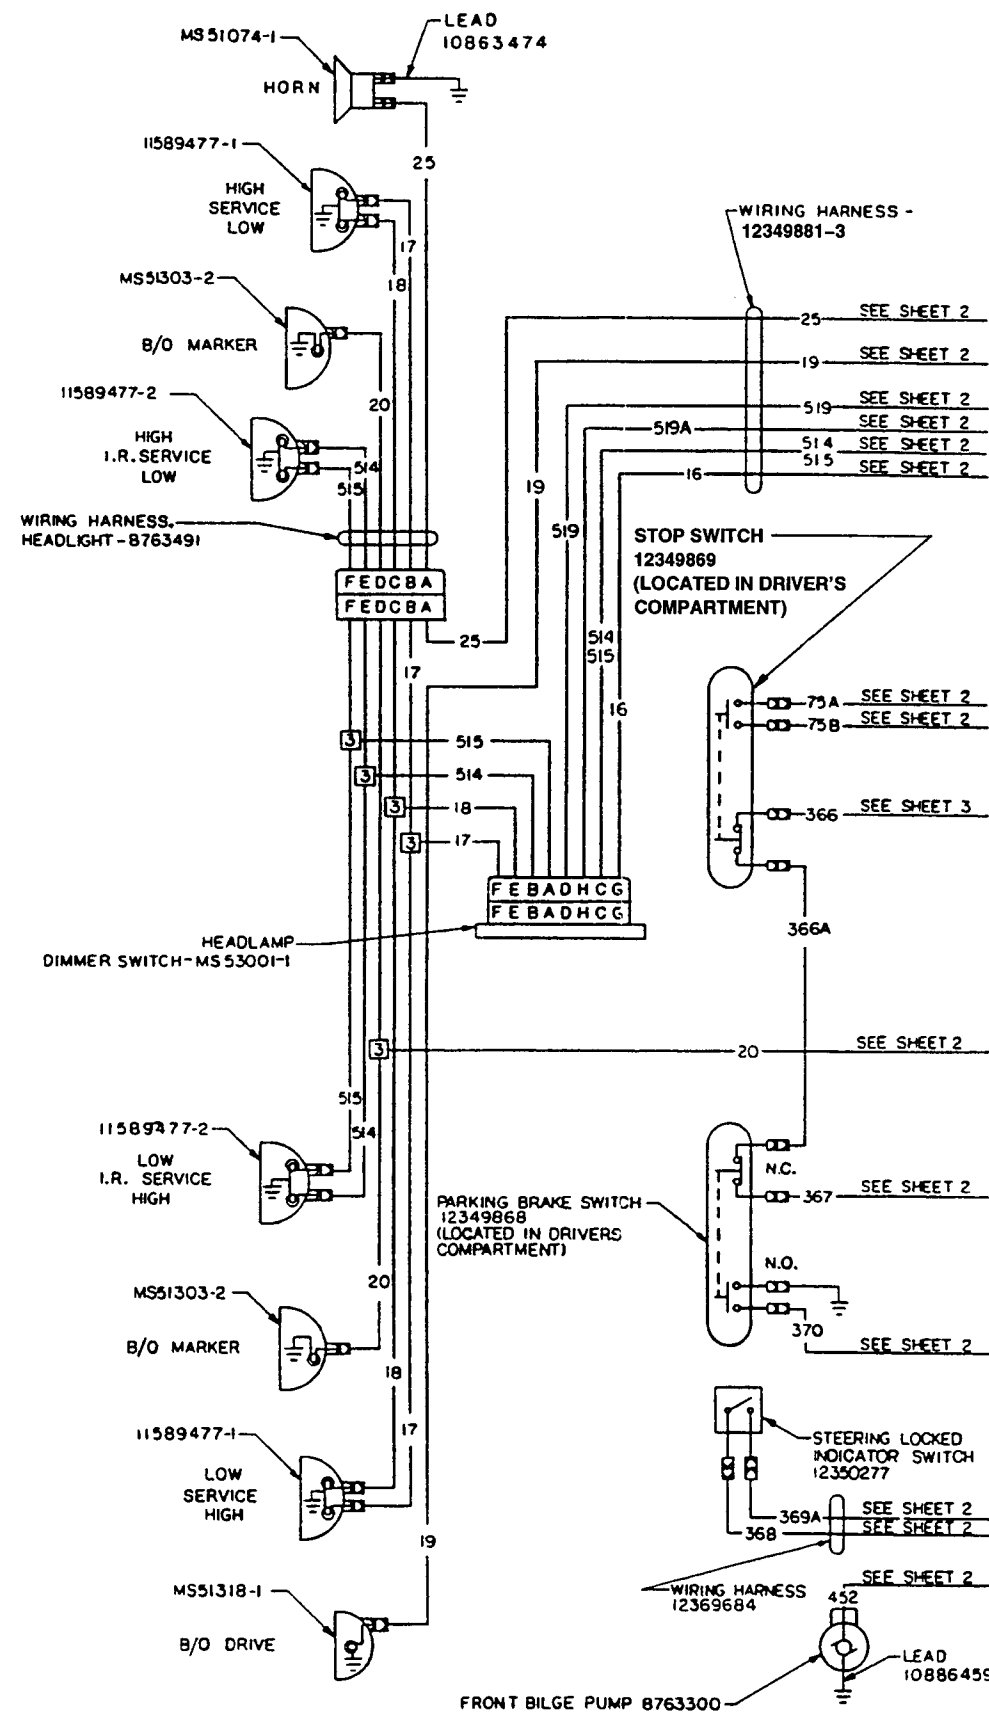 MS51074-1
LEAD
10863474
HORN
11589477-1
25
HIGH
SERVICE
LOW
17
18
WIRING HARNESS -
12349881-3
MS51303-2
B/O MARKER
25 SEE SHEET 2
19 SEE SHEET 2
11589477-2
20
519 SEE SHEET 2
519A SEE SHEET 2
HIGH
I.R. SERVICE
LOW
514 SEE SHEET 2
515
16 SEE SHEET 2
514
515
19
519
WIRING HARNESS,
HEADLIGHT-8763491
STOP SWITCH
12349869
(LOCATED IN DRIVER'S
COMPARTMENT)
F E D C B A
F E D C B A
25
514
515
17
16
75A SEE SHEET 2
75B SEE SHEET 2
3 515
3 514
3 18
3 17
366 SEE SHEET 3
F E B A D H C G
F E B A D H C G
366A
HEADLAMP
DIMMER SWITCH-MS53001-1
3
20 SEE SHEET 2
515
514
11589477-2
LOW
I.R. SERVICE
HIGH
N.C.
367 SEE SHEET 2
PARKING BRAKE SWITCH
12349868
(LOCATED IN DRIVERS
COMPARTMENT)
N.O.
20
MS51303-2
B/O MARKER
370
SEE SHEET 2
18
17
11589477-1
LOW
SERVICE
HIGH
STEERING LOCKED
INDICATOR SWITCH
12350277
369A SEE SHEET 2
368 SEE SHEET 2
19
MS51318-1
B/O DRIVE
WIRING HARNESS
12369684
SEE SHEET 2
452
LEAD
10886459
FRONT BILGE PUMP 8763300